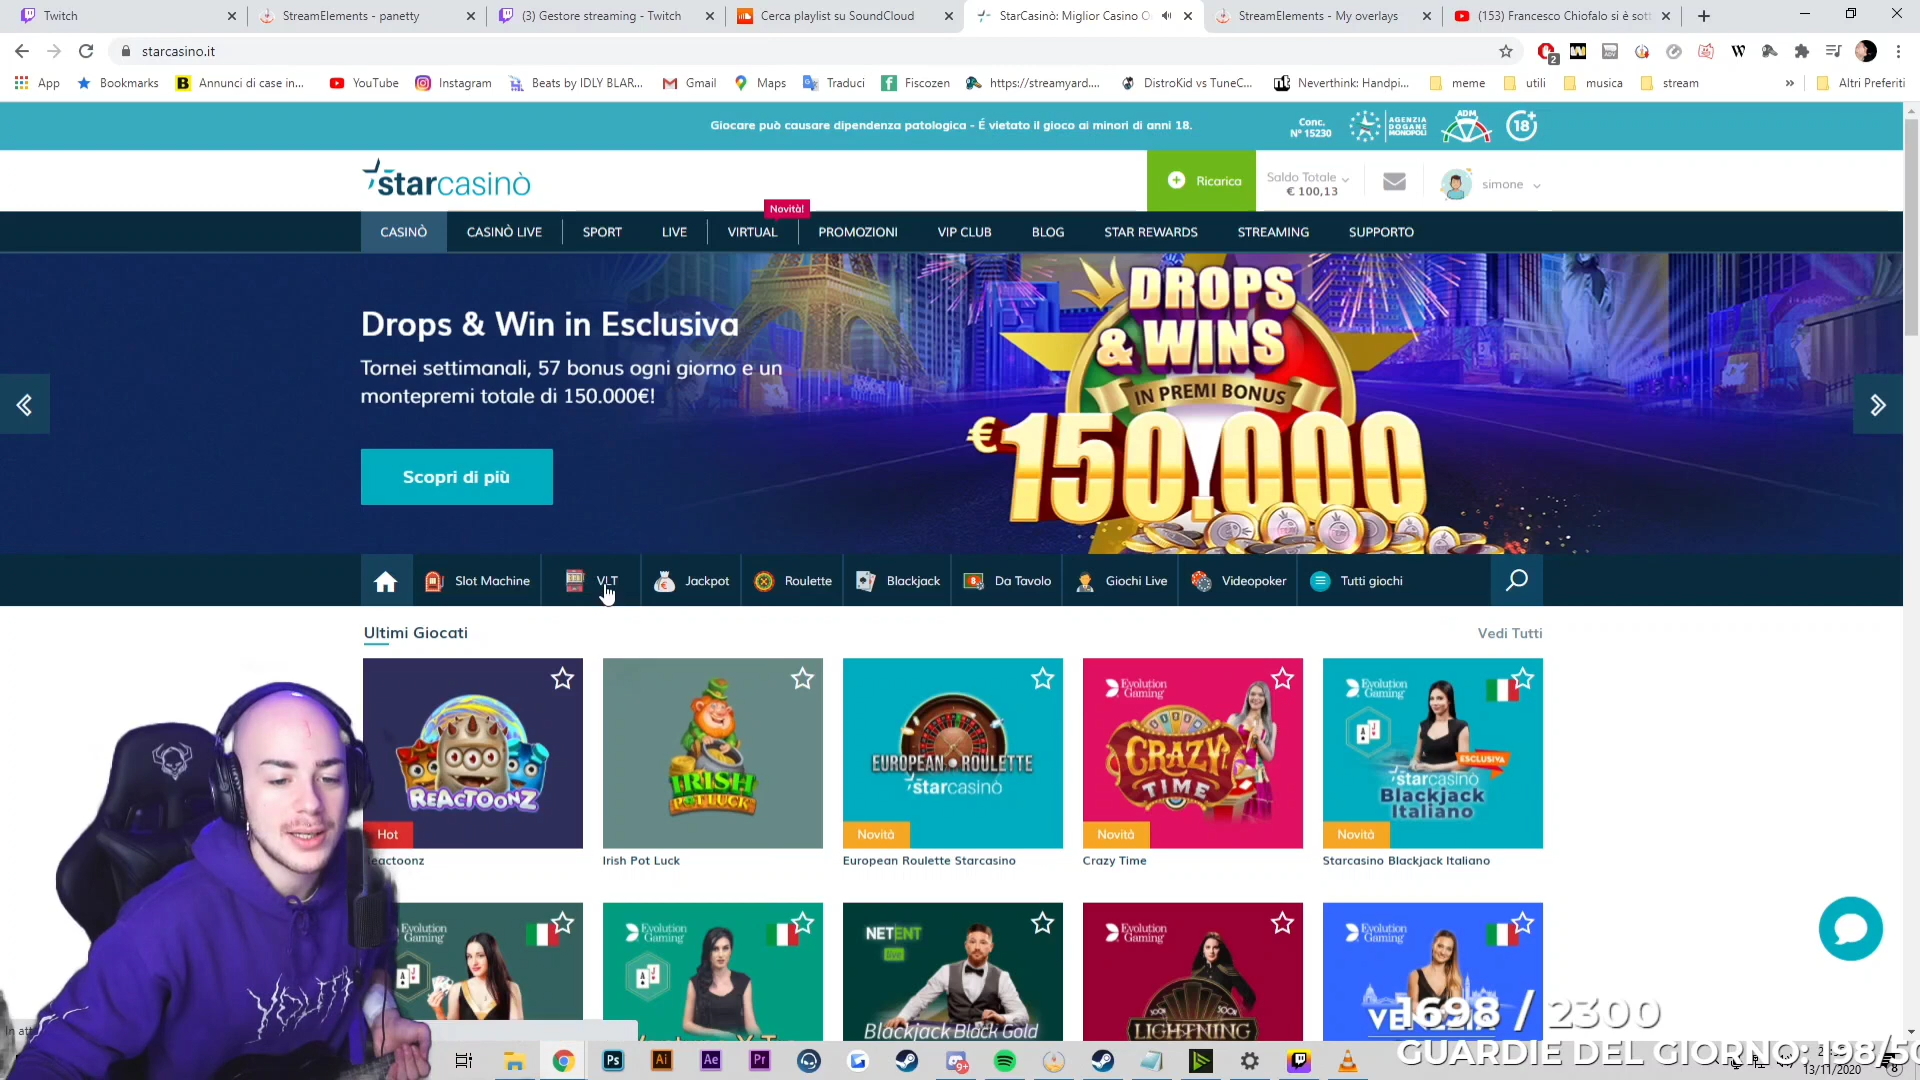 Twitch
StreamElements - panetty
(3) Gestore streaming - Twitch
Cerca playlist su SoundCloud
StarCasinò: Miglior Casino O
StreamElements - My overlays
(153) Francesco Chiofalo si è sott
starcasino.it
2
App
Bookmarks
B
Annunci di case in...
YouTube
Instagram
Beats by IDLY BLAR...
Gmail
Maps
Traduci
Fiscozen
https://streamyard....
DistroKid vs TuneC...
Neverthink: Handpi...
meme
utili
musica
stream
»
Altri Preferiti
Giocare può causare dipendenza patologica - É vietato il gioco ai minori di anni 18.
Conc.
N° 15230
AGENZIA
DOGANE
MONOPOLI
ADM
18+
starcasinò
Ricarica
Saldo Totale
€ 100,13
simone
Novità!
CASINÒ
CASINÒ LIVE
SPORT
LIVE
VIRTUAL
PROMOZIONI
VIP CLUB
BLOG
STAR REWARDS
STREAMING
SUPPORTO
Drops & Win in Esclusiva
Tornei settimanali, 57 bonus ogni giorno e un
montepremi totale di 150.000€!
Scopri di più
DROPS
& WINS
IN PREMI BONUS
€150.000
Slot Machine
VLT
Jackpot
Roulette
Blackjack
Da Tavolo
Giochi Live
Videopoker
Tutti giochi
Ultimi Giocati
Vedi Tutti
REACTOONZ
Hot
Reactoonz
IRISH
POT LUCK
Irish Pot Luck
EUROPEAN ROULETTE
starcasinò
Novità
European Roulette Starcasino
Evolution
Gaming
CRAZY
TIME
Novità
Crazy Time
Evolution
Gaming
ESCLUSIVA
starcasinò
Blackjack
Italiano
Novità
Starcasino Blackjack Italiano
Evolution
Gaming
Evolution
Gaming
NETENT
live
Blackjack Black Gold
Evolution
Gaming
LIGHTNING
Evolution
Gaming
1698 / 2300
GUARDIE DEL GIORNO: 198/50
13/11/2020